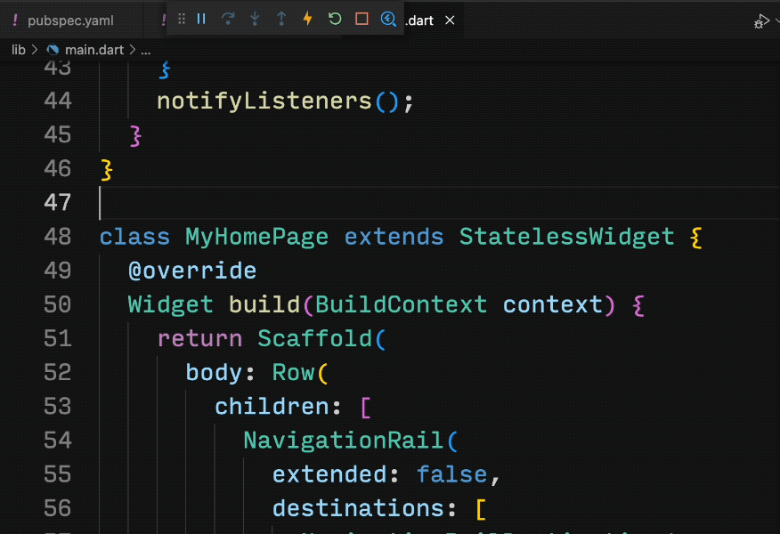 ! pubspec.yaml ! .dart
lib > main.dart > ...
43 }
44 notifyListeners();
45 }
46 }
47
48 class MyHomePage extends StatelessWidget {
49 @override
50 Widget build(BuildContext context) {
51 return Scaffold(
52 body: Row(
53 children: [
54 NavigationRail(
55 extended: false,
56 destinations: [